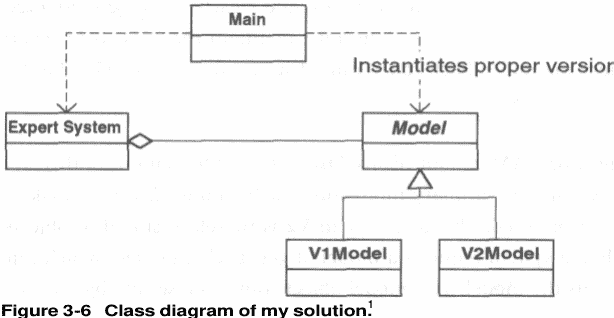 Main
Instantiates proper version
Expert System
Model
V1Model
V2Model
Figure 3-6 Class diagram of my solution.1